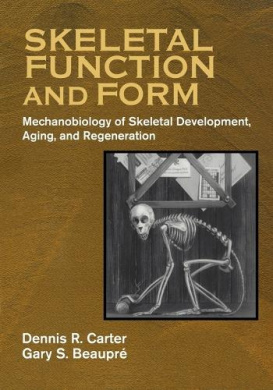 SKELETAL
FUNCTION
AND FORM
Mechanobiology of Skeletal Development,
Aging, and Regeneration
Dennis R. Carter
Gary S. Beaupré